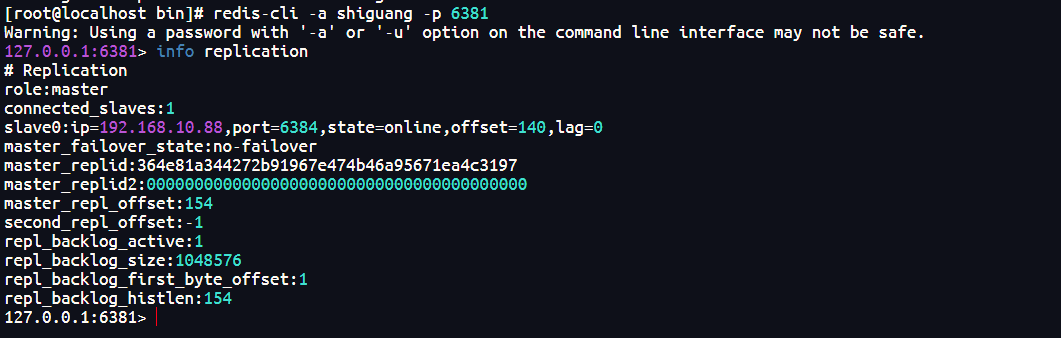 [root@localhost bin]# redis-cli -a shiguang -p 6381
Warning: Using a password with '-a' or '-u' option on the command line interface may not be safe.
127.0.0.1:6381> info replication
# Replication
role:master
connected_slaves:1
slave0:ip=192.168.10.88,port=6384,state=online,offset=140,lag=0
master_failover_state:no-failover
master_replid:364e81a344272b91967e474b46a95671ea4c3197
master_replid2:0000000000000000000000000000000000000000
master_repl_offset:154
second_repl_offset:-1
repl_backlog_active:1
repl_backlog_size:1048576
repl_backlog_first_byte_offset:1
repl_backlog_histlen:154
127.0.0.1:6381>